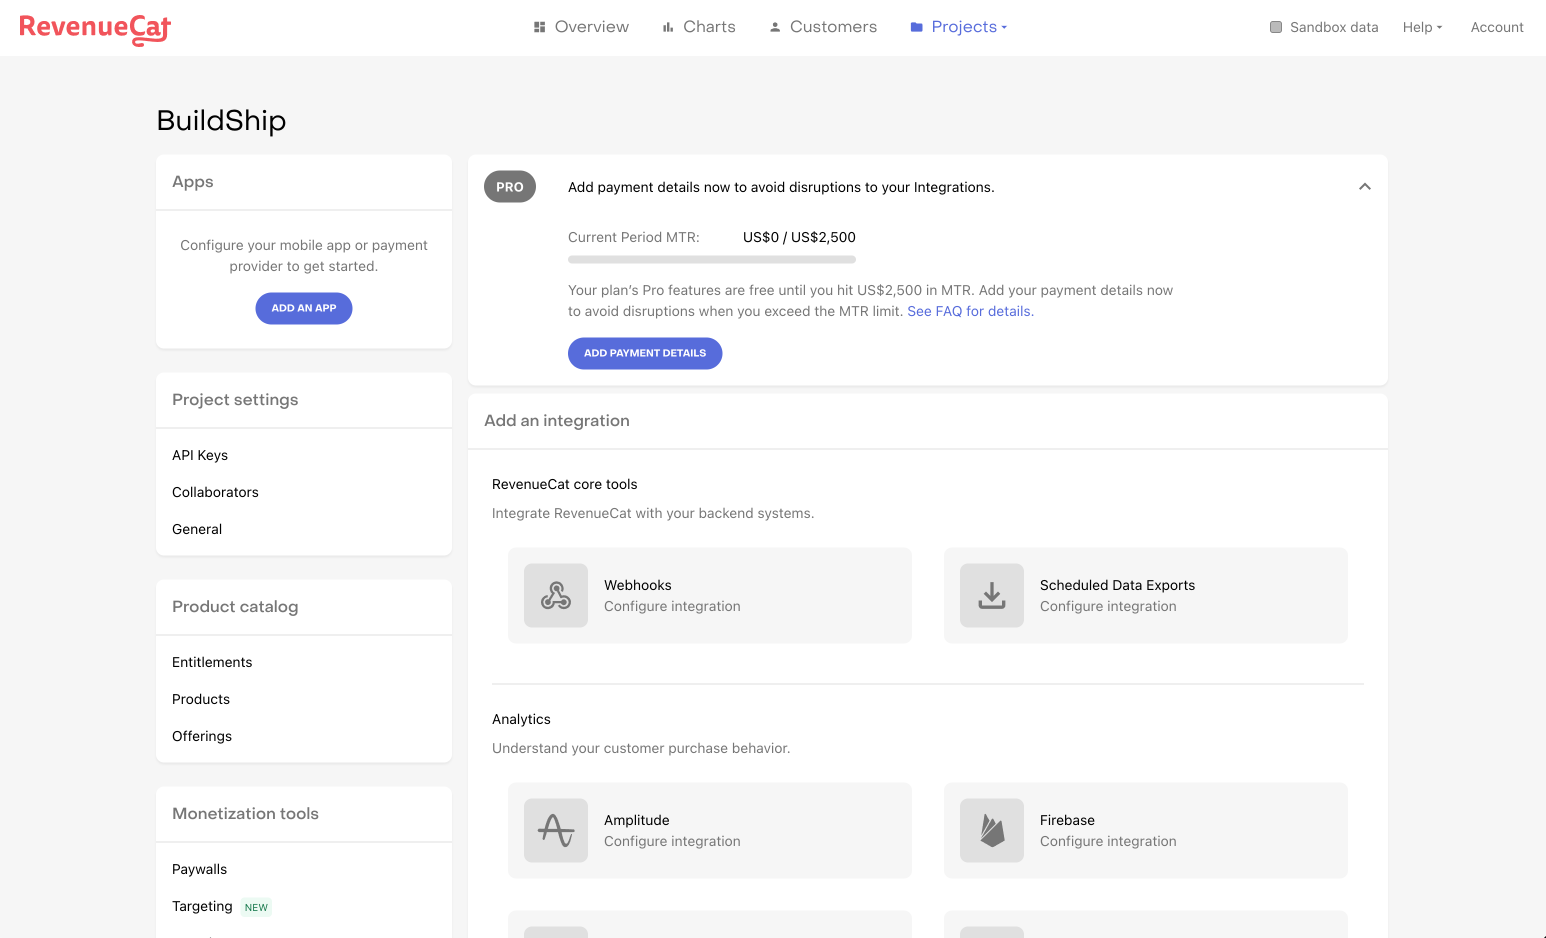 RevenueCat
Overview
Charts
Customers
Projects
Sandbox data
Help
Account
BuildShip
Apps
Configure your mobile app or payment
provider to get started.
ADD AN APP
Project settings
API Keys
Collaborators
General
Product catalog
Entitlements
Products
Offerings
Monetization tools
Paywalls
Targeting NEW
PRO
Add payment details now to avoid disruptions to your Integrations.
Current Period MTR: US$0 / US$2,500
Your plan's Pro features are free until you hit US$2,500 in MTR. Add your payment details now
to avoid disruptions when you exceed the MTR limit. See FAQ for details.
ADD PAYMENT DETAILS
Add an integration
RevenueCat core tools
Integrate RevenueCat with your backend systems.
Webhooks
Configure integration
Scheduled Data Exports
Configure integration
Analytics
Understand your customer purchase behavior.
Amplitude
Configure integration
Firebase
Configure integration